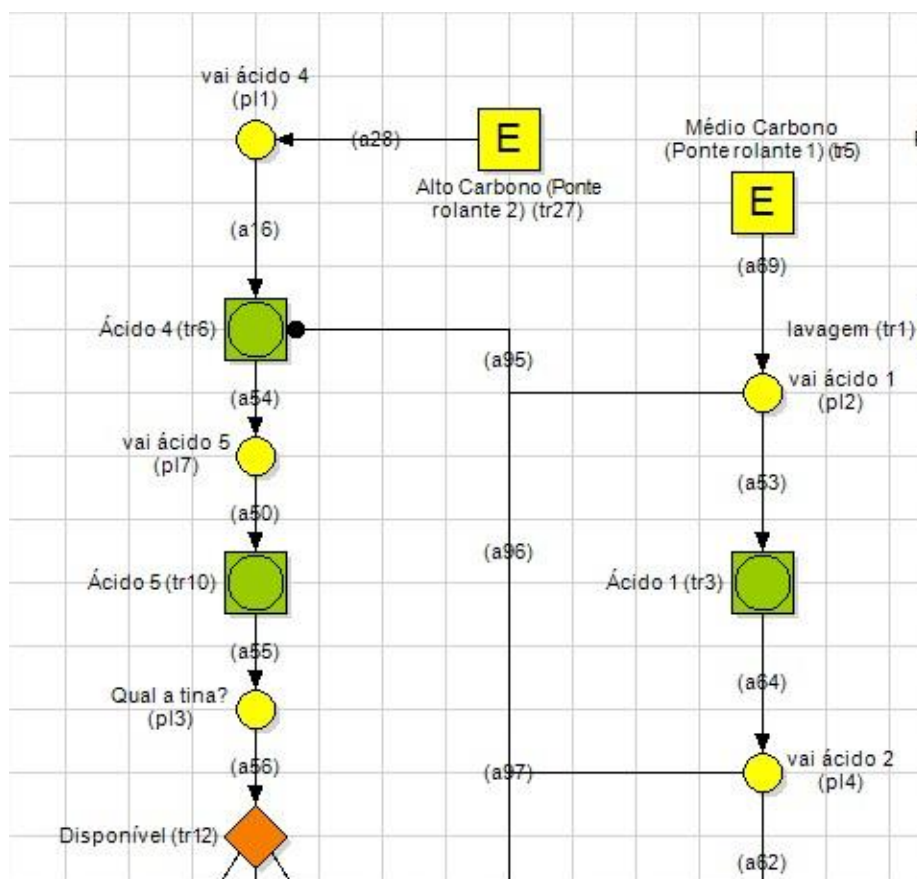 vai ácido 4
(pl1)
(a28)
E
Alto Carbono (Ponte
rolante 2) (tr27)
Médio Carbono
(Ponte rolante 1) (tr5)
E
(a16)
(a69)
Ácido 4 (tr6)
lavagem (tr1)
(a95)
vai ácido 1
(pl2)
(a54)
vai ácido 5
(pl7)
(a53)
(a50)
(a96)
Ácido 5 (tr10)
Ácido 1 (tr3)
(a55)
(a64)
Qual a tina?
(pl3)
(a56)
(a97)
vai ácido 2
(pl4)
Disponível (tr12)
(a62)